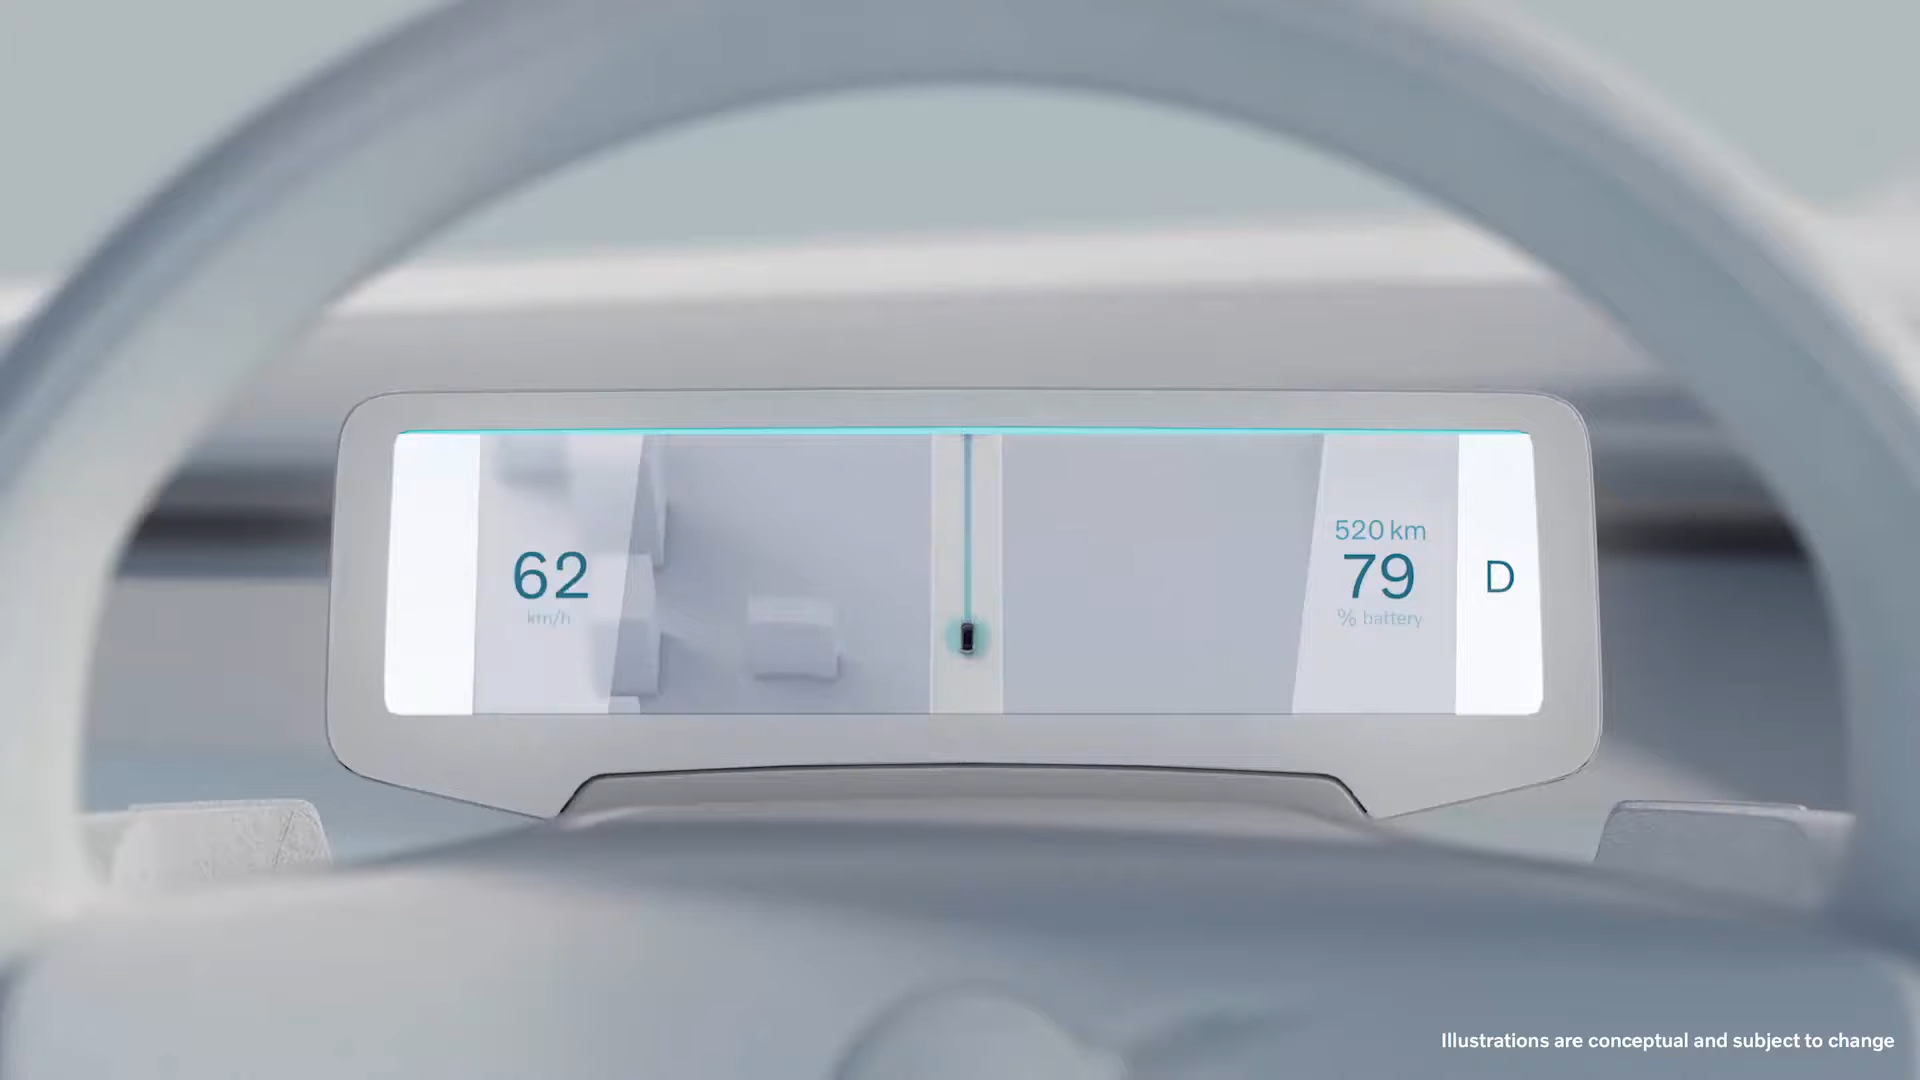 62
km/h
520 km
79
% battery
D
Illustrations are conceptual and subject to change